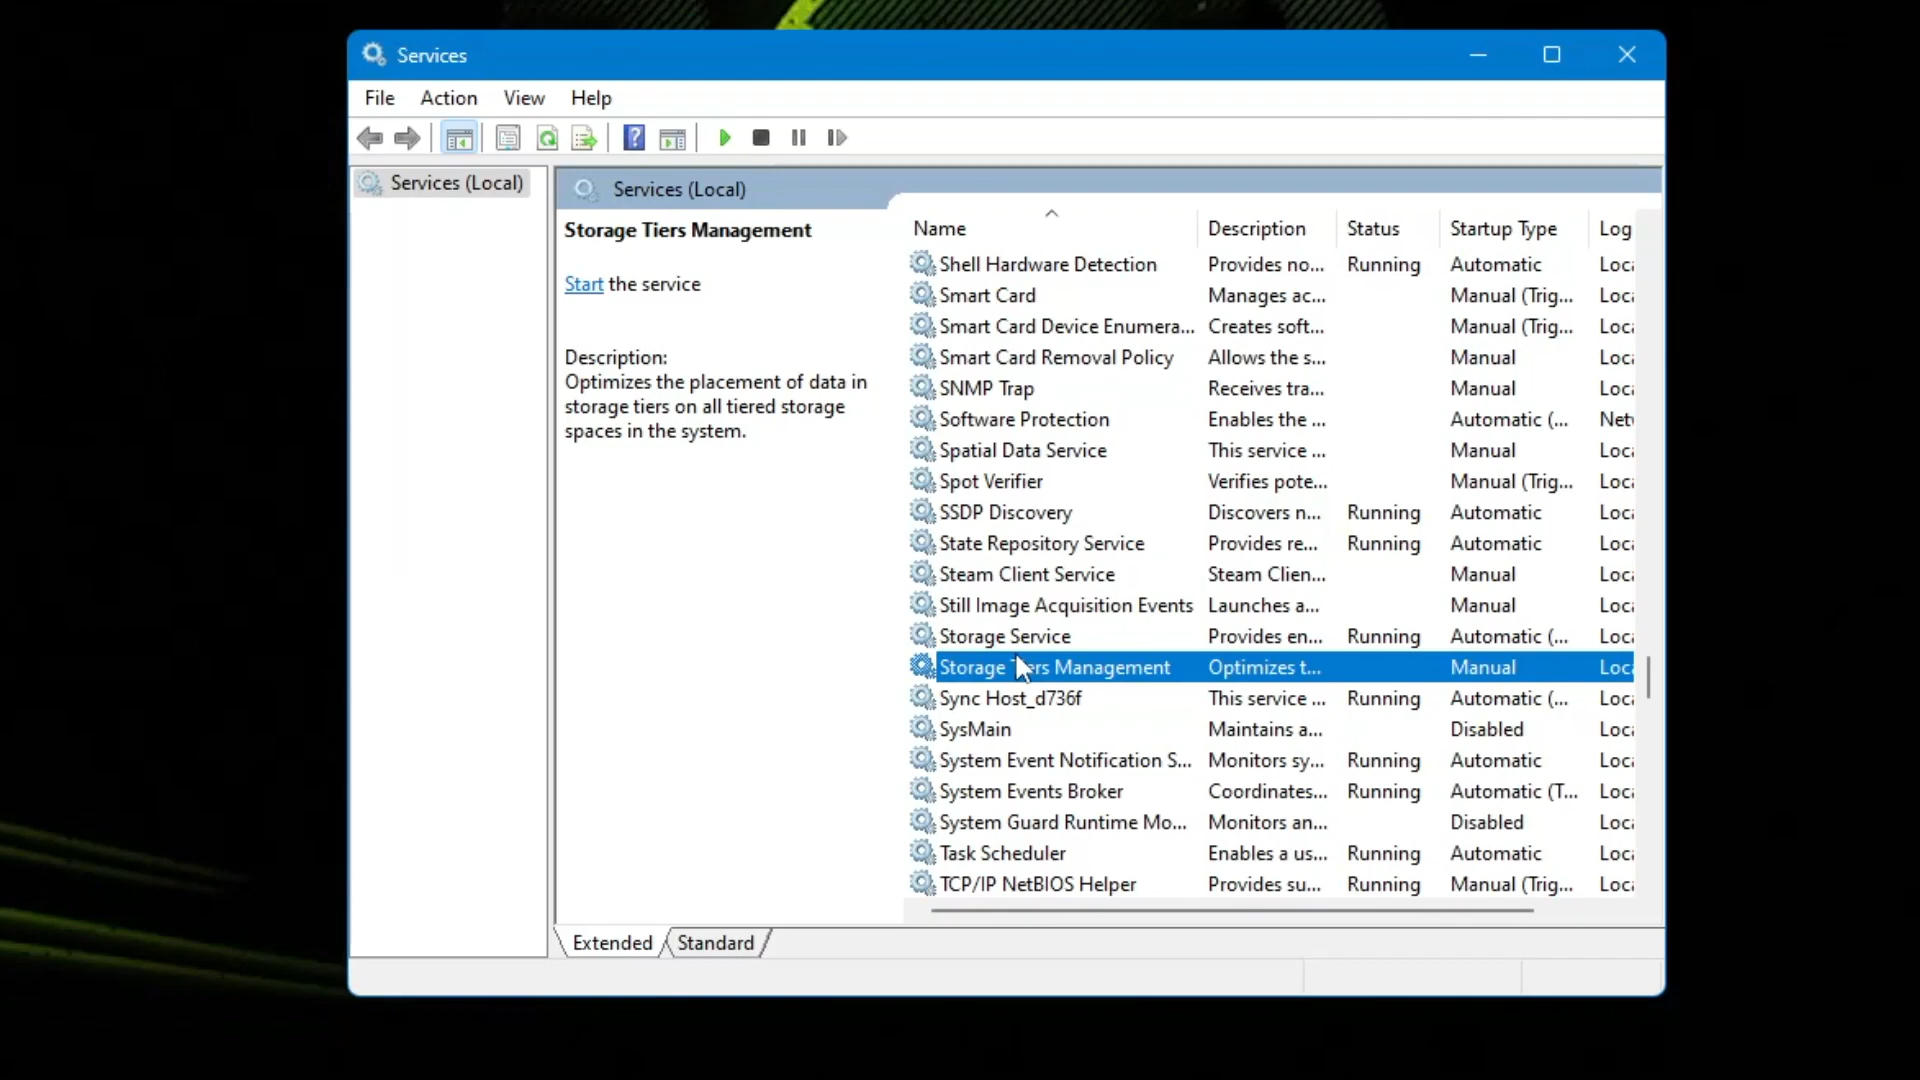 Services
File Action View Help
Services (Local)
Services (Local)
Storage Tiers Management
Start the service
Description:
Optimizes the placement of data in
storage tiers on all tiered storage
spaces in the system.
Name Description Status Startup Type Log
Shell Hardware Detection Provides no... Running Automatic Loc
Smart Card Manages ac... Manual (Trig... Loc
Smart Card Device Enumera... Creates soft... Manual (Trig... Loc
Smart Card Removal Policy Allows the s... Manual Loc
SNMP Trap Receives tra... Manual Loc
Software Protection Enables the ... Automatic (... Net
Spatial Data Service This service ... Manual Loc
Spot Verifier Verifies pote... Manual (Trig... Loc
SSDP Discovery Discovers n... Running Automatic Loc
State Repository Service Provides re... Running Automatic Loc
Steam Client Service Steam Clien... Manual Loc
Still Image Acquisition Events Launches a... Manual Loc
Storage Service Provides en... Running Automatic (... Loc
Storage Tiers Management Optimizes t... Manual Loc
Sync Host_d736f This service ... Running Automatic (... Loc
SysMain Maintains a... Disabled Loc
System Event Notification S... Monitors sy... Running Automatic Loc
System Events Broker Coordinates... Running Automatic (T... Loc
System Guard Runtime Mo... Monitors an... Disabled Loc
Task Scheduler Enables a us... Running Automatic Loc
TCP/IP NetBIOS Helper Provides su... Running Manual (Trig... Loc
Extended Standard